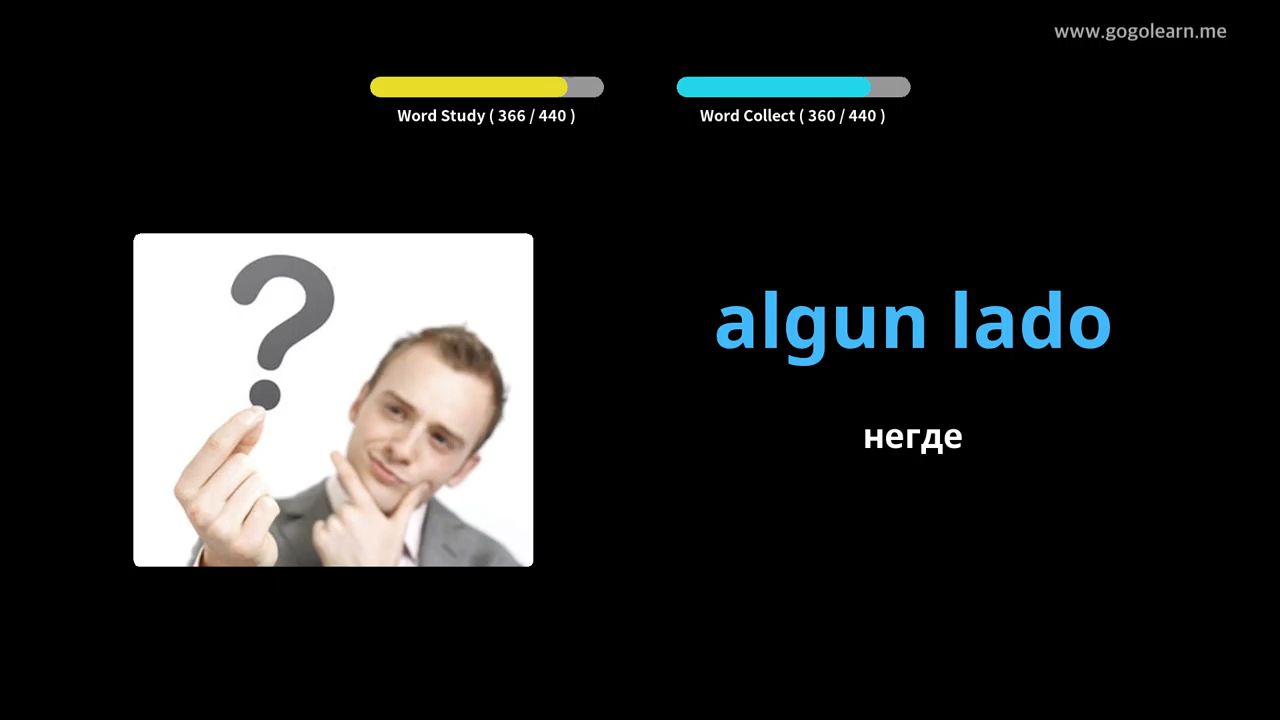 www.gogolearn.me
Word Study ( 366 / 440 )
Word Collect ( 360 / 440 )
algun lado
негде